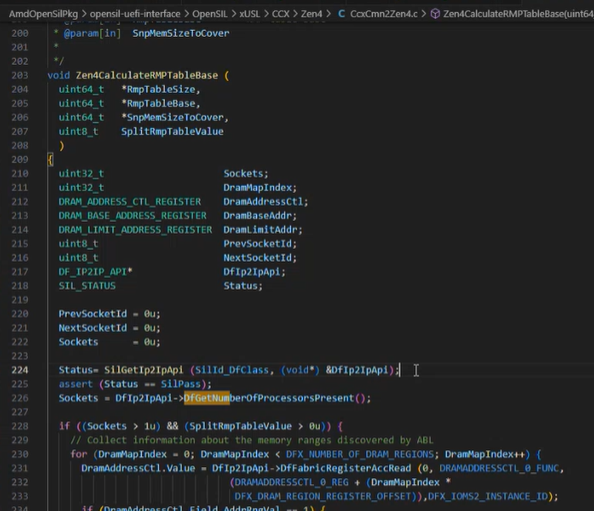 AmdOpenSilPkg > opensil-uefi-interface > OpenSIL > xUSL > CCX > Zen4 > C CcxCmn2Zen4.c > Zen4CalculateRMPTableBase(uint64
200 * @param[in] SnpMemSizeToCover
201 *
202 */
203 void Zen4CalculateRMPTableBase (
204 uint64_t *RmpTableSize,
205 uint64_t *RmpTableBase,
206 uint64_t *SnpMemSizeToCover,
207 uint8_t SplitRmpTableValue
208 )
209 {
210 uint32_t Sockets;
211 uint32_t DramMapIndex;
212 DRAM_ADDRESS_CTL_REGISTER DramAddressCtl;
213 DRAM_BASE_ADDRESS_REGISTER DramBaseAddr;
214 DRAM_LIMIT_ADDRESS_REGISTER DramLimitAddr;
215 uint8_t PrevSocketId;
216 uint8_t NextSocketId;
217 DF_IP2IP_API* DfIp2IpApi;
218 SIL_STATUS Status;
219
220 PrevSocketId = 0u;
221 NextSocketId = 0u;
222 Sockets = 0u;
223
224 Status= SilGetIp2IpApi (SilId_DfClass, (void*) &DfIp2IpApi);
225 assert (Status == SilPass);
226 Sockets = DfIp2IpApi->DfGetNumberOfProcessorsPresent();
227
228 if ((Sockets > 1u) && (SplitRmpTableValue > 0u)) {
229 // Collect information about the memory ranges discovered by ABL
230 for (DramMapIndex = 0; DramMapIndex < DFX_NUMBER_OF_DRAM_REGIONS; DramMapIndex++) {
231 DramAddressCtl.Value = DfIp2IpApi->DfFabricRegisterAccRead (0, DRAMADDRESSCTL_0_FUNC,
232 (DRAMADDRESSCTL_0_REG + (DramMapIndex *
233 DFX_DRAM_REGION_REGISTER_OFFSET)),DFX_IOMS2_INSTANCE_ID);
234 if (DramAddressCtl.Field.AddrRngVal == 1) {